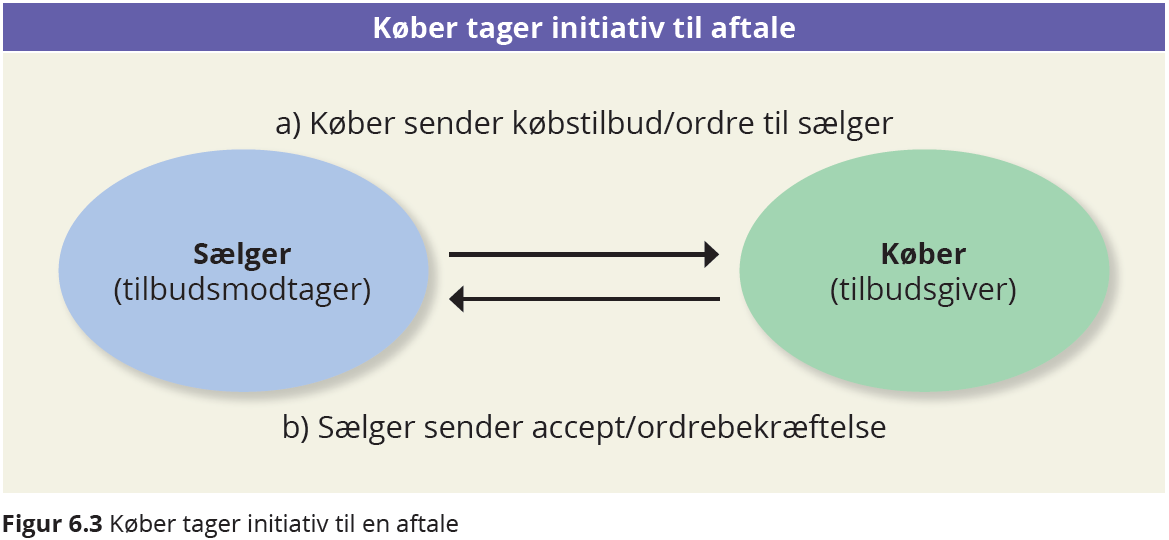 Køber tager initiativ til aftale
a) Køber sender købstilbud/ordre til sælger
Sælger
(tilbudsmodtager)
Køber
(tilbudsgiver)
b) Sælger sender accept/ordrebekræftelse
Figur 6.3 Køber tager initiativ til en aftale